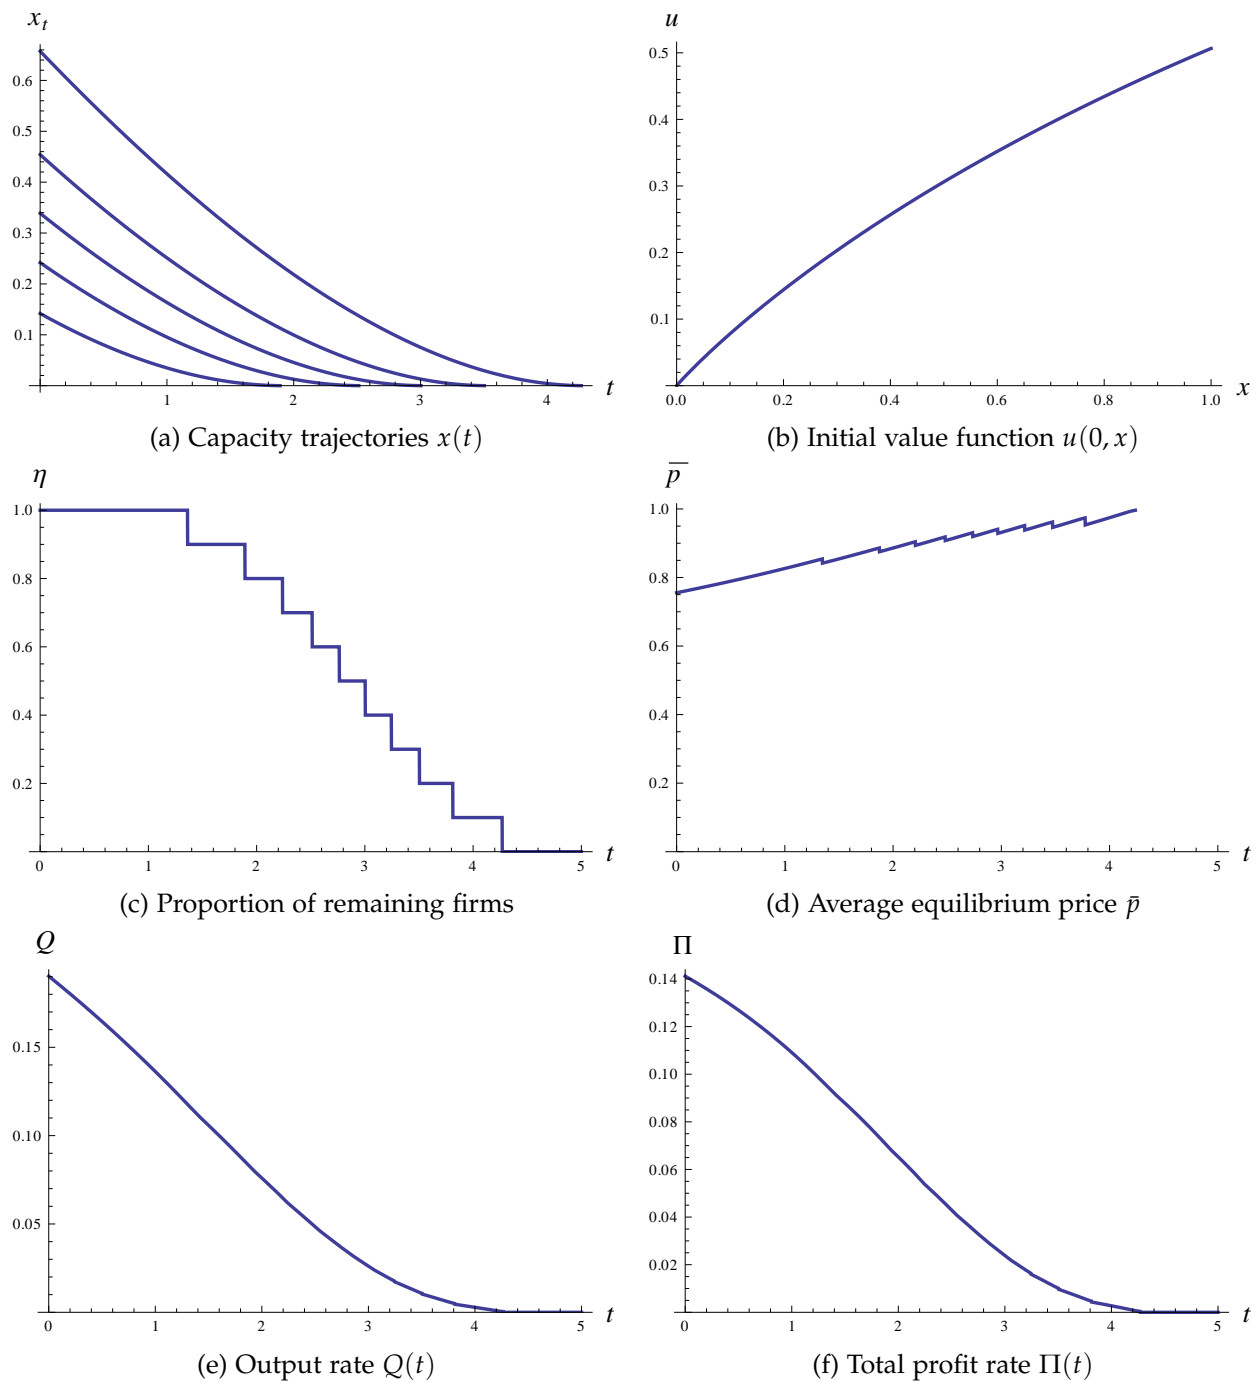 x_t
0.6
0.5
0.4
0.3
0.2
0.1
1 2 3 4 t
(a) Capacity trajectories x(t)
u
0.5
0.4
0.3
0.2
0.1
0.0 0.2 0.4 0.6 0.8 1.0 x
(b) Initial value function u(0, x)
η
1.0
0.8
0.6
0.4
0.2
0 1 2 3 4 5 t
(c) Proportion of remaining firms
p̄
1.0
0.8
0.6
0.4
0.2
0 1 2 3 4 5 t
(d) Average equilibrium price p̄
Q
0.15
0.10
0.05
0 1 2 3 4 5 t
(e) Output rate Q(t)
Π
0.14
0.12
0.10
0.08
0.06
0.04
0.02
0 1 2 3 4 5 t
(f) Total profit rate Π(t)